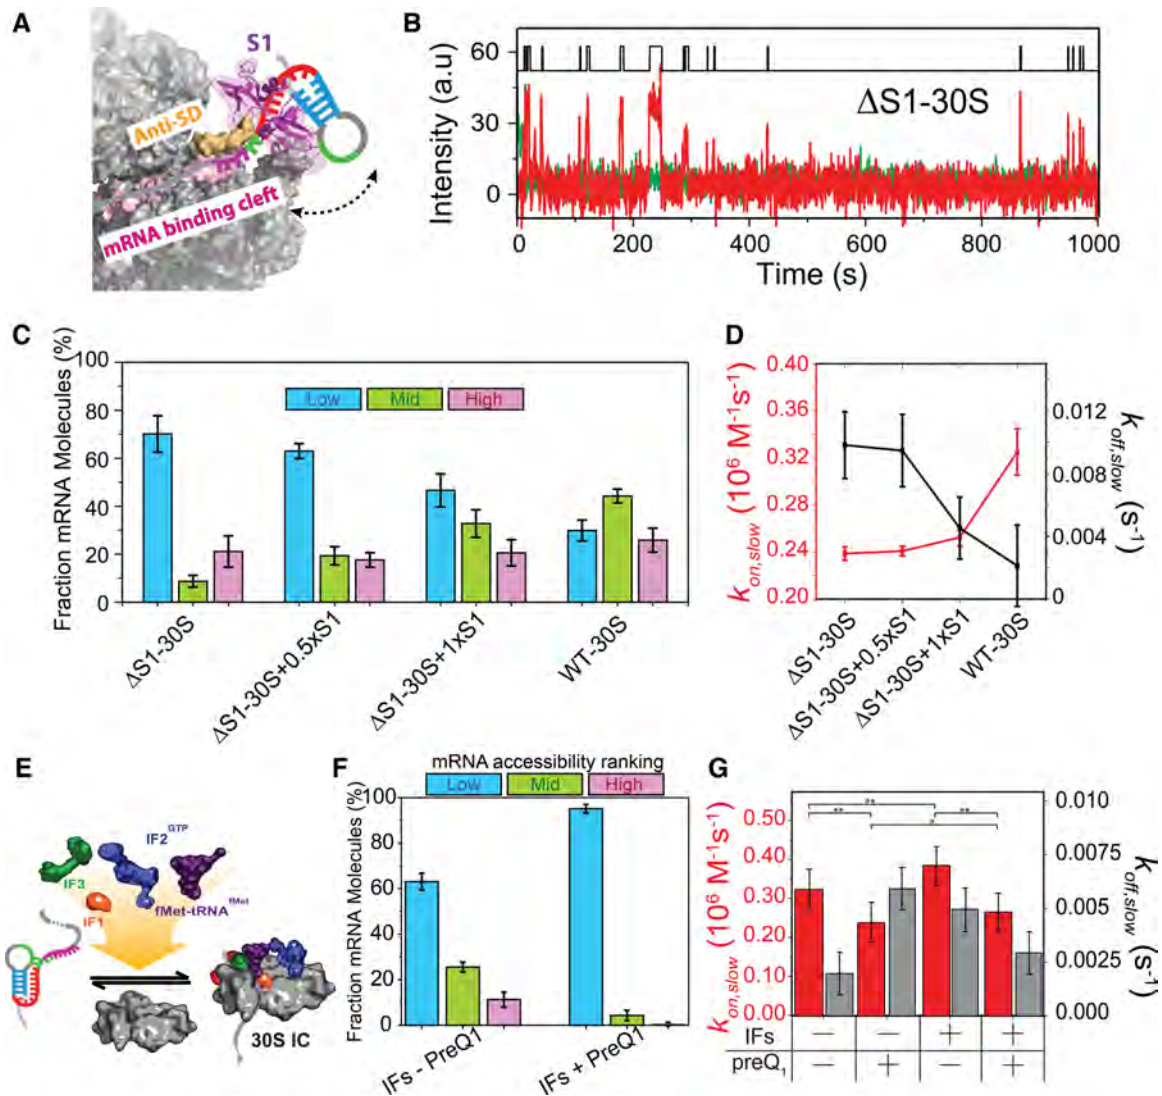 A
S1
Anti-SD
mRNA binding cleft
B
Intensity (a.u)
60
30
0
ΔS1-30S
0 200 400 600 800 1000
Time (s)
C
Fraction mRNA Molecules (%)
100
80
60
40
20
0
Low Mid High
ΔS1-30S
ΔS1-30S+0.5xS1
ΔS1-30S+1xS1
WT-30S
D
k_on,slow (10⁶ M⁻¹s⁻¹)
0.40
0.36
0.32
0.28
0.24
0.20
0.012
0.008
0.004
0
k_off,slow (s⁻¹)
ΔS1-30S
ΔS1-30S+0.5xS1
ΔS1-30S+1xS1
WT-30S
E
IF3
IF2^GTP
IF1
fMet-tRNA^fMet
30S IC
F
mRNA accessibility ranking
Low Mid High
Fraction mRNA Molecules (%)
100
80
60
40
20
0
IFs - PreQ1
IFs + PreQ1
G
k_on,slow (10⁶ M⁻¹s⁻¹)
0.50
0.40
0.30
0.20
0.10
0.00
** **
** *
0.010
0.0075
0.005
0.0025
0.000
k_off,slow (s⁻¹)
IFs — — + +
preQ₁ — + — +